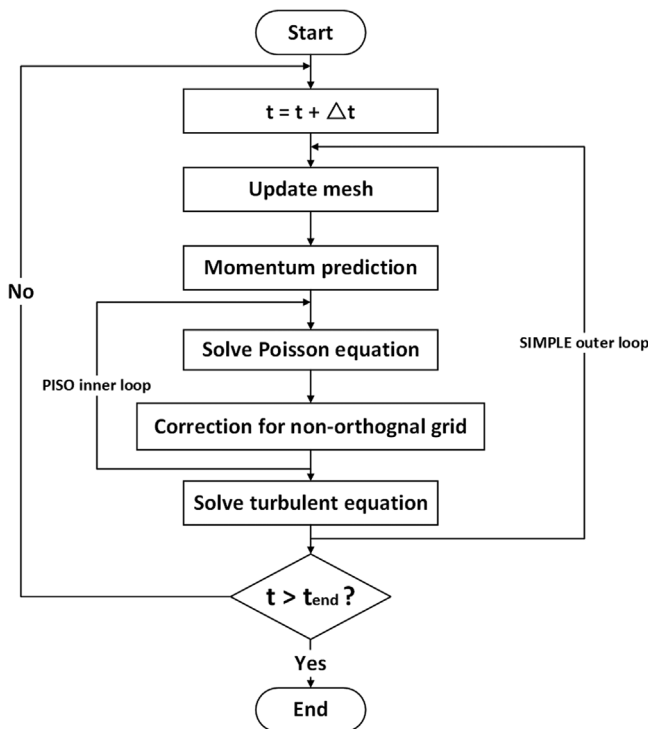 Start
t = t + △t
Update mesh
Momentum prediction
No
Solve Poisson equation
SIMPLE outer loop
PISO inner loop
Correction for non-orthognal grid
Solve turbulent equation
t > tend ?
Yes
End